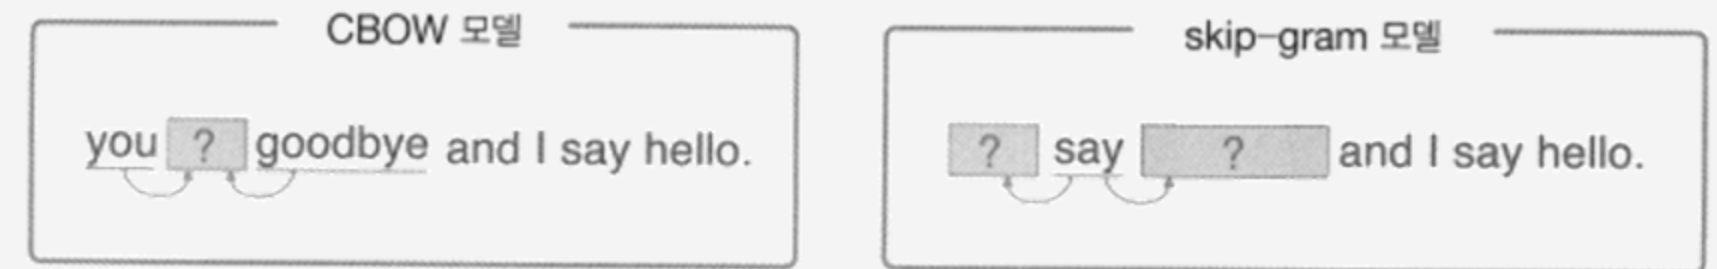 CBOW 모델
you ? goodbye and I say hello.
skip-gram 모델
? say ? and I say hello.